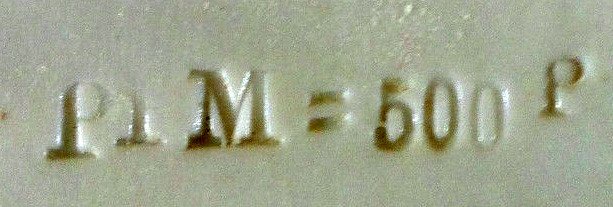 P1 M = 500 P